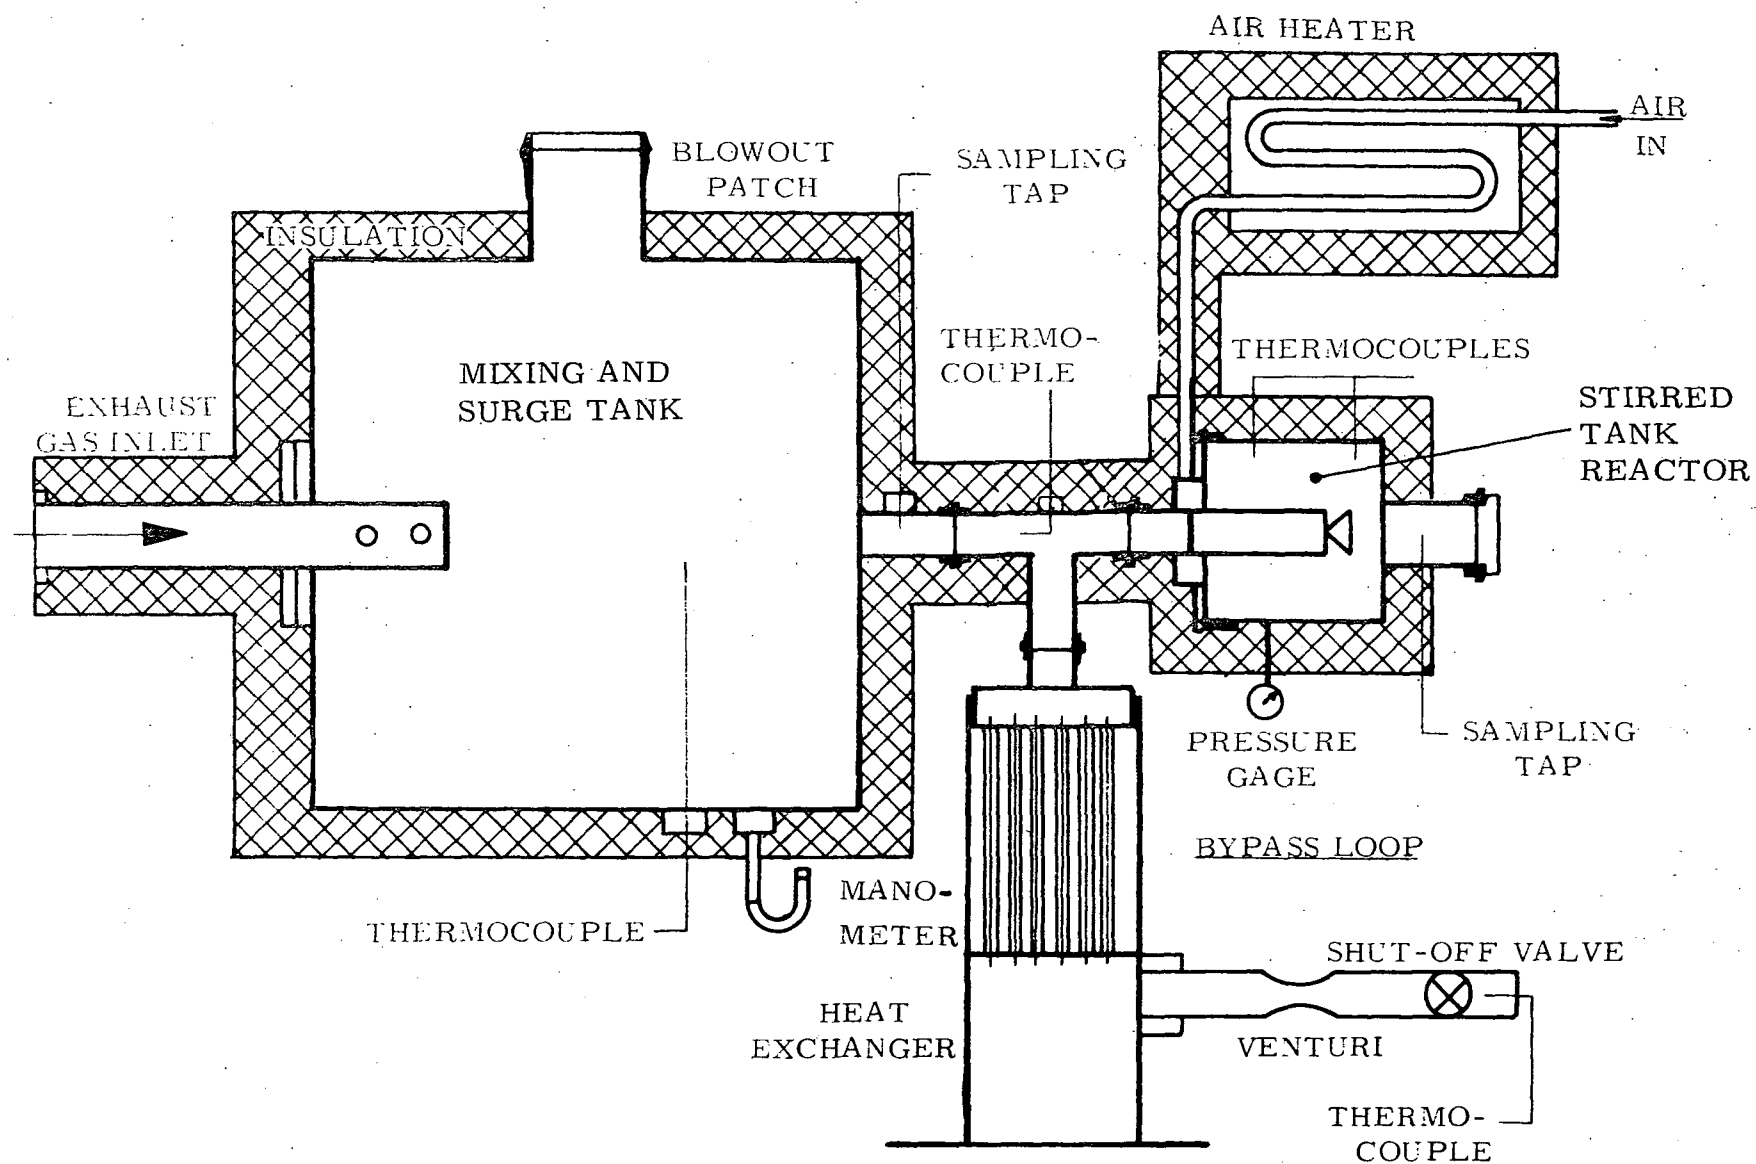 AIR HEATER
AIR
IN
BLOWOUT
PATCH
SAMPLING
TAP
INSULATION
THERMO-
COUPLE
THERMOCOUPLES
MIXING AND
SURGE TANK
EXHAUST
GAS INLET
STIRRED
TANK
REACTOR
PRESSURE
GAGE
SAMPLING
TAP
BYPASS LOOP
MANO-
METER
THERMOCOUPLE
SHUT-OFF VALVE
HEAT
EXCHANGER
VENTURI
THERMO-
COUPLE